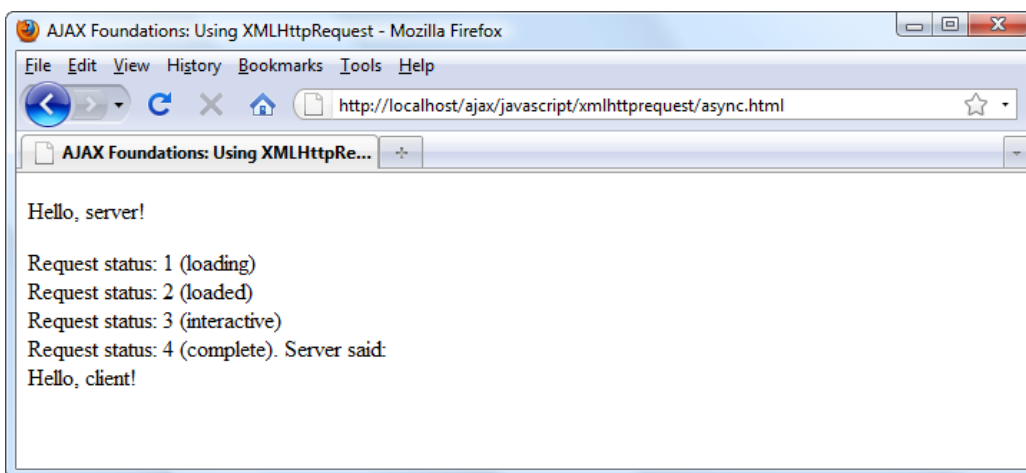 AJAX Foundations: Using XMLHttpRequest - Mozilla Firefox
File Edit View History Bookmarks Tools Help
http://localhost/ajax/javascript/xmlhttprequest/async.html
AJAX Foundations: Using XMLHttpRe...
Hello, server!
Request status: 1 (loading)
Request status: 2 (loaded)
Request status: 3 (interactive)
Request status: 4 (complete). Server said:
Hello, client!